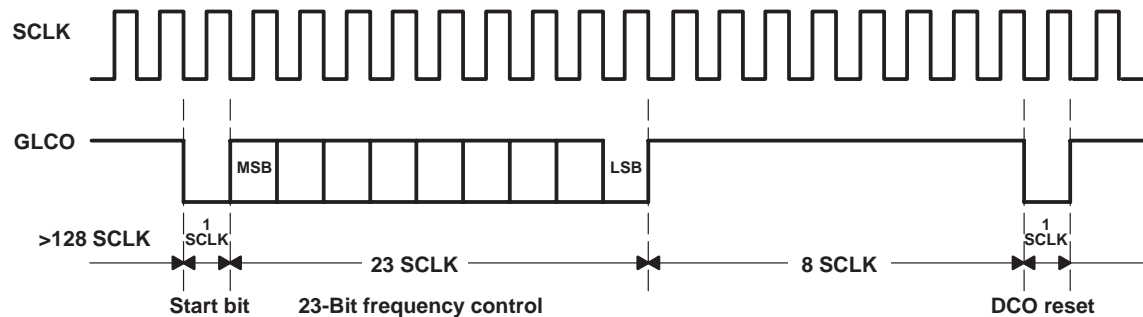 SCLK
GLCO
MSB
LSB
>128 SCLK
1
SCLK
23 SCLK
8 SCLK
1
SCLK
Start bit
23-Bit frequency control
DCO reset